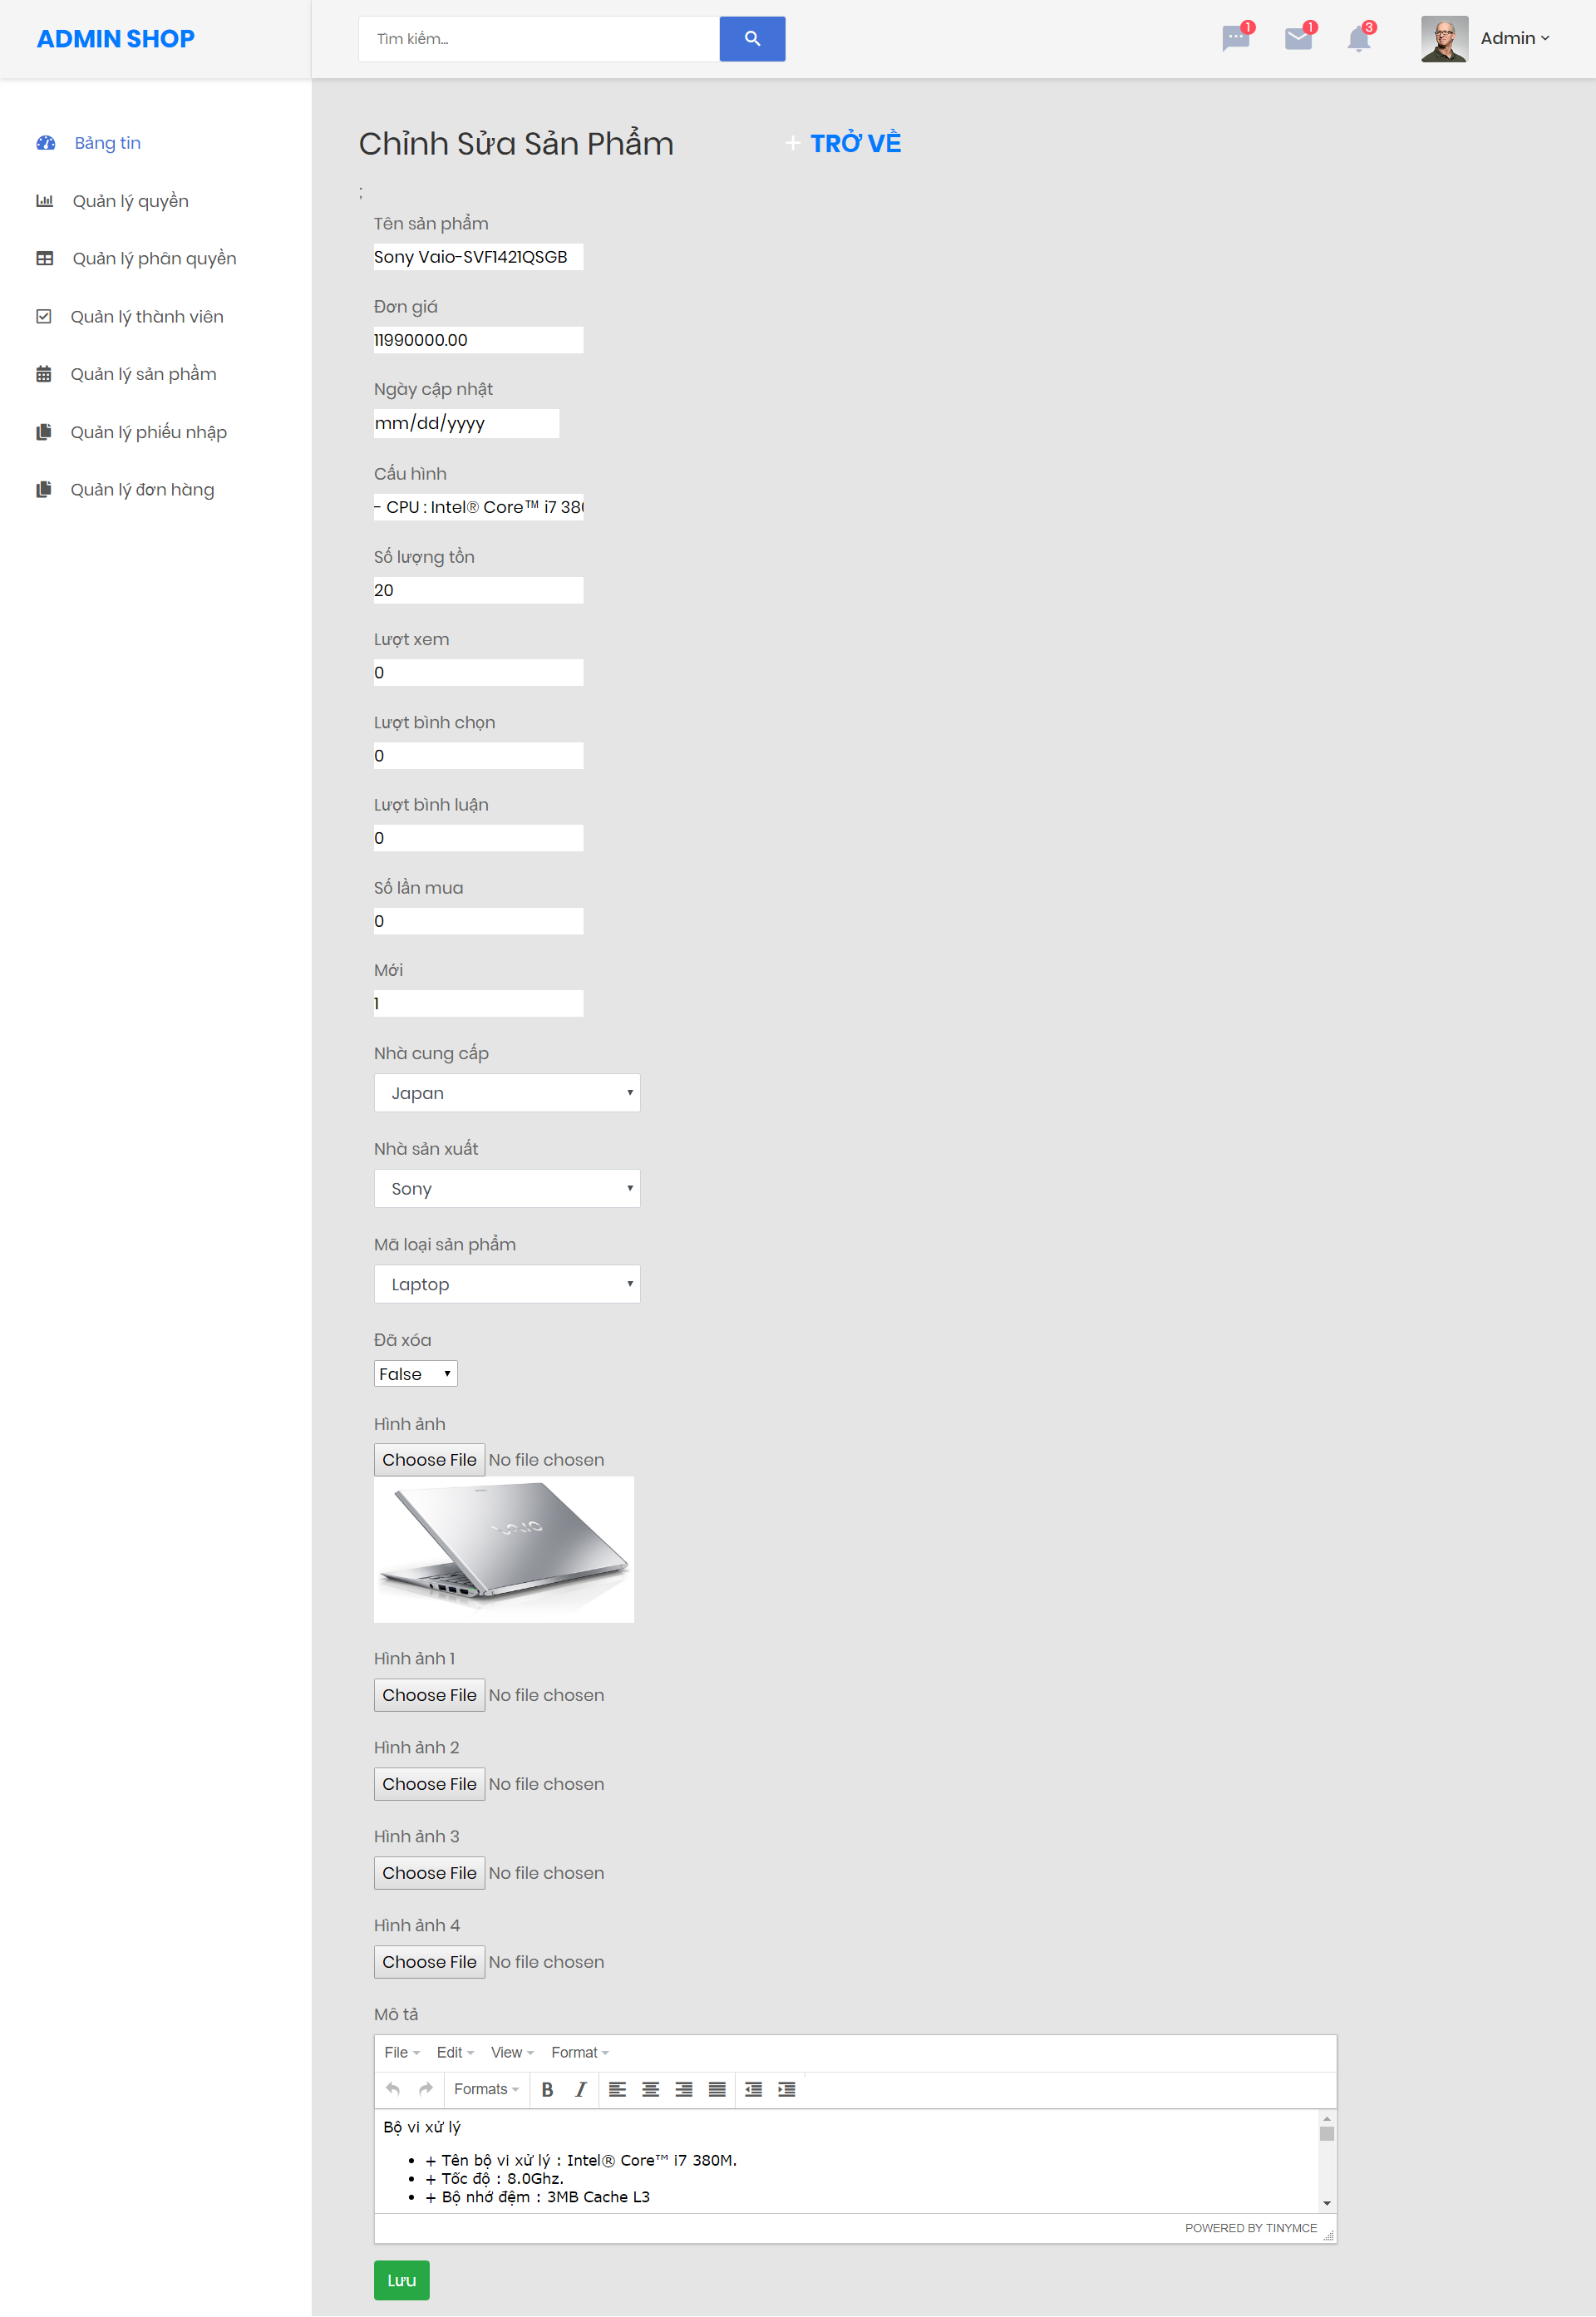 ADMIN SHOP
Tìm kiếm...
1
1
3
Admin
Bảng tin
Quản lý quyền
Quản lý phân quyền
Quản lý thành viên
Quản lý sản phẩm
Quản lý phiếu nhập
Quản lý đơn hàng
Chỉnh Sửa Sản Phẩm
+ TRỞ VỀ
;
Tên sản phẩm
Sony Vaio-SVF1421QSGB
Đơn giá
11990000.00
Ngày cập nhật
mm/dd/yyyy
Cấu hình
- CPU : Intel® Core™ i7 380
Số lượng tồn
20
Lượt xem
0
Lượt bình chọn
0
Lượt bình luận
0
Số lần mua
0
Mới
1
Nhà cung cấp
Japan
Nhà sản xuất
Sony
Mã loại sản phẩm
Laptop
Đã xóa
False
Hình ảnh
Choose File No file chosen
VAIO
Hình ảnh 1
Choose File No file chosen
Hình ảnh 2
Choose File No file chosen
Hình ảnh 3
Choose File No file chosen
Hình ảnh 4
Choose File No file chosen
Mô tả
File Edit View Format
Formats B I
Bộ vi xử lý
• + Tên bộ vi xử lý : Intel® Core™ i7 380M.
• + Tốc độ : 8.0Ghz.
• + Bộ nhớ đệm : 3MB Cache L3
POWERED BY TINYMCE
Lưu